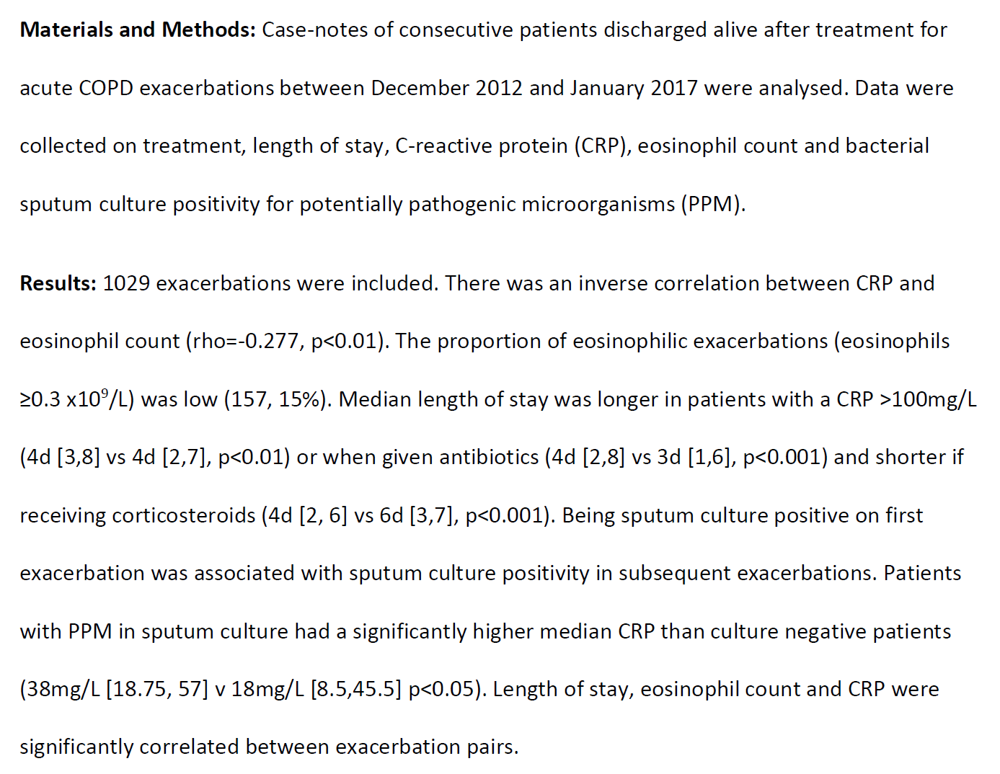 Materials and Methods: Case-notes of consecutive patients discharged alive after treatment for
acute COPD exacerbations between December 2012 and January 2017 were analysed. Data were
collected on treatment, length of stay, C-reactive protein (CRP), eosinophil count and bacterial
sputum culture positivity for potentially pathogenic microorganisms (PPM).
Results: 1029 exacerbations were included. There was an inverse correlation between CRP and
eosinophil count (rho=-0.277, p<0.01). The proportion of eosinophilic exacerbations (eosinophils
≥0.3 x10⁹/L) was low (157, 15%). Median length of stay was longer in patients with a CRP >100mg/L
(4d [3,8] vs 4d [2,7], p<0.01) or when given antibiotics (4d [2,8] vs 3d [1,6], p<0.001) and shorter if
receiving corticosteroids (4d [2, 6] vs 6d [3,7], p<0.001). Being sputum culture positive on first
exacerbation was associated with sputum culture positivity in subsequent exacerbations. Patients
with PPM in sputum culture had a significantly higher median CRP than culture negative patients
(38mg/L [18.75, 57] v 18mg/L [8.5,45.5] p<0.05). Length of stay, eosinophil count and CRP were
significantly correlated between exacerbation pairs.